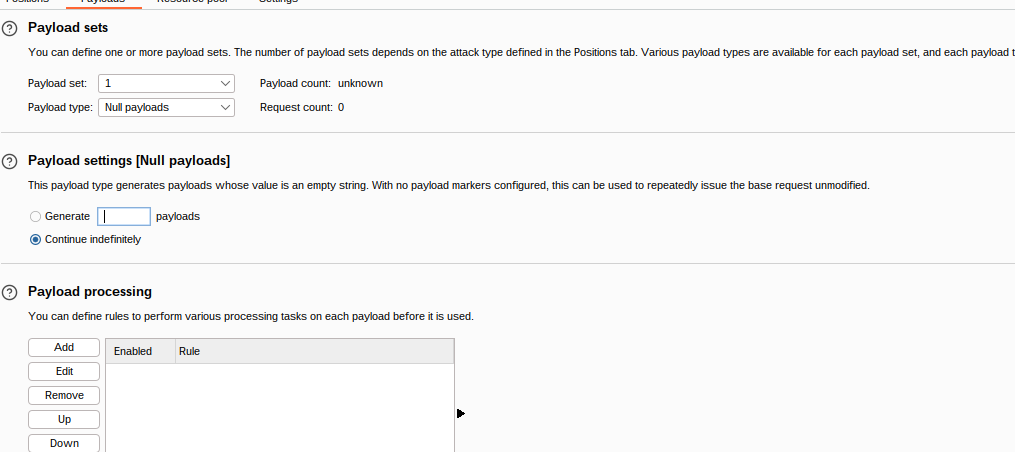 Positions Payloads Resource pool Settings
Payload sets
You can define one or more payload sets. The number of payload sets depends on the attack type defined in the Positions tab. Various payload types are available for each payload set, and each payload t
Payload set: 1 Payload count: unknown
Payload type: Null payloads Request count: 0
Payload settings [Null payloads]
This payload type generates payloads whose value is an empty string. With no payload markers configured, this can be used to repeatedly issue the base request unmodified.
Generate payloads
Continue indefinitely
Payload processing
You can define rules to perform various processing tasks on each payload before it is used.
Add
Enabled Rule
Edit
Remove
Up
Down